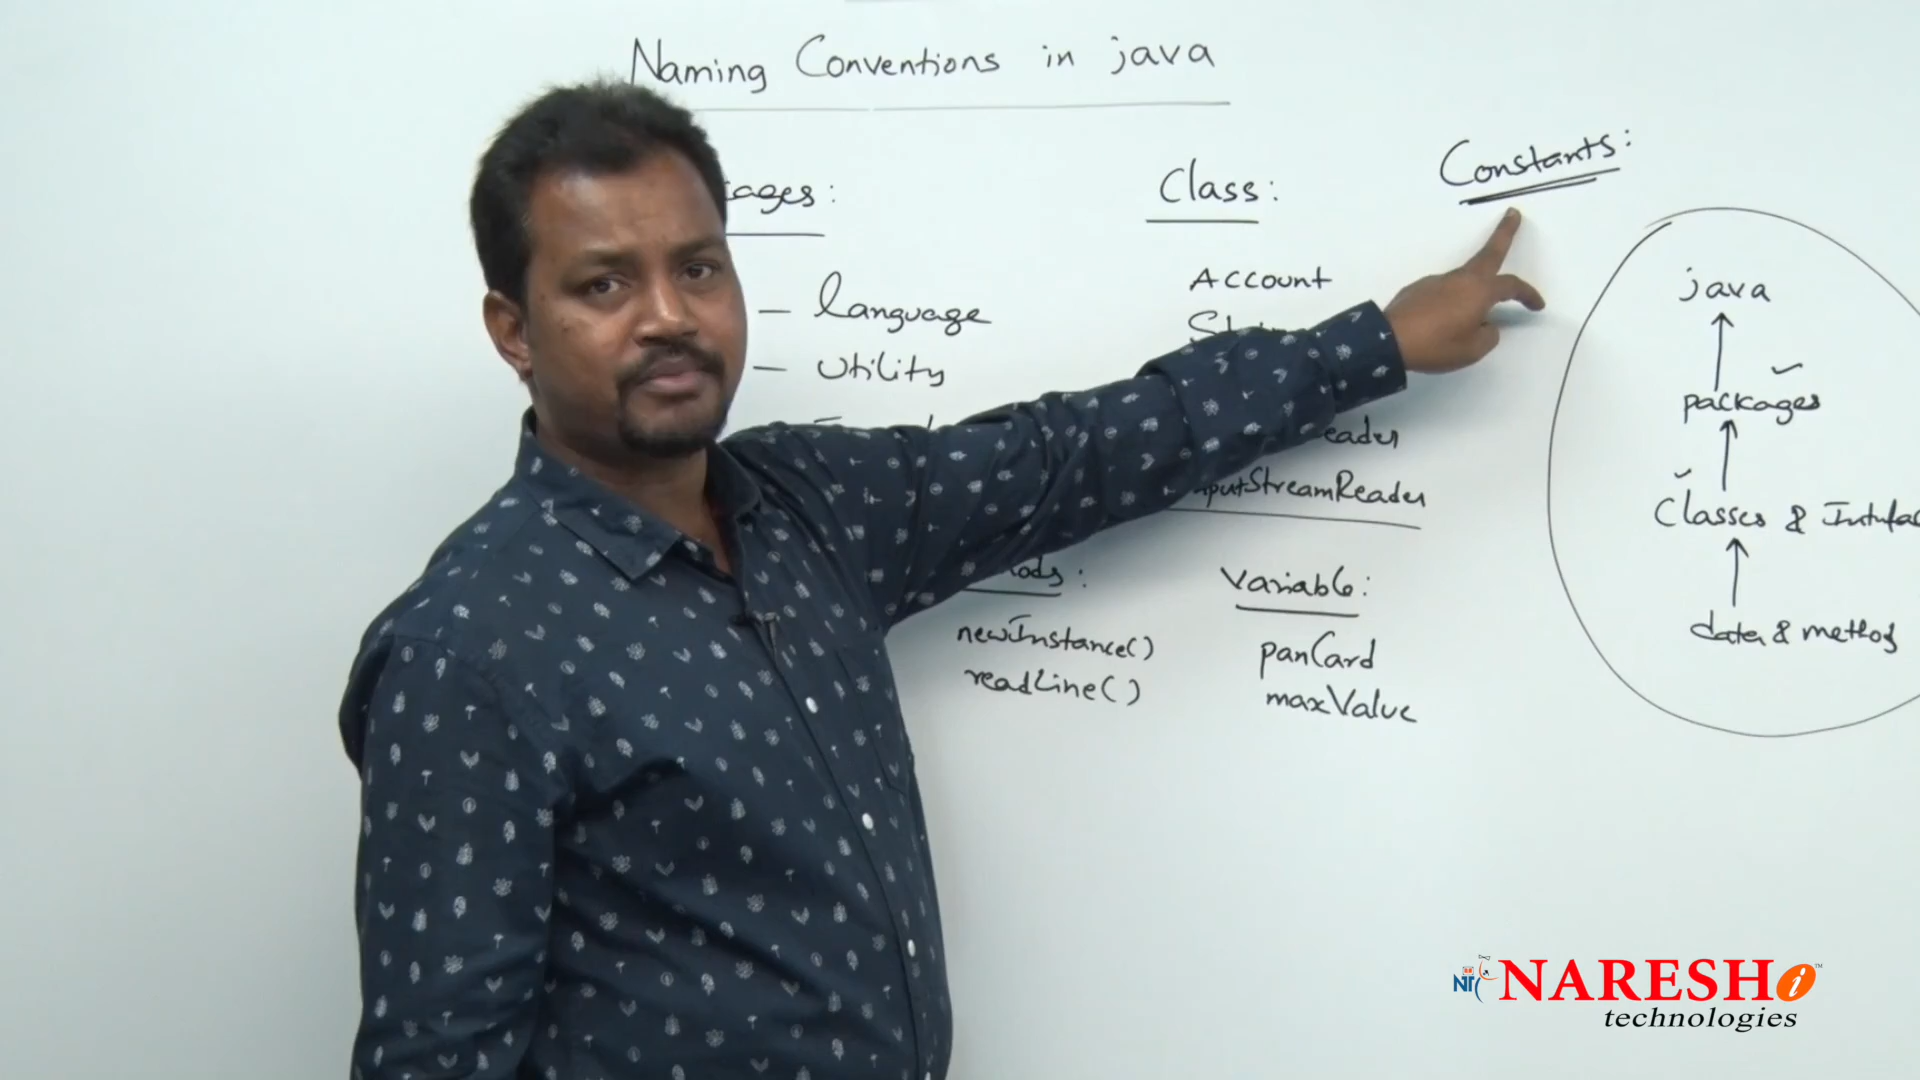 Naming Conventions in java
Constants:
Class:
Account
language
utility
putStreamReader
Variable:
newInstance()
panCard
readLine()
maxValue
java
packages
Classes &
data & method
NT
NARESH i
technologies